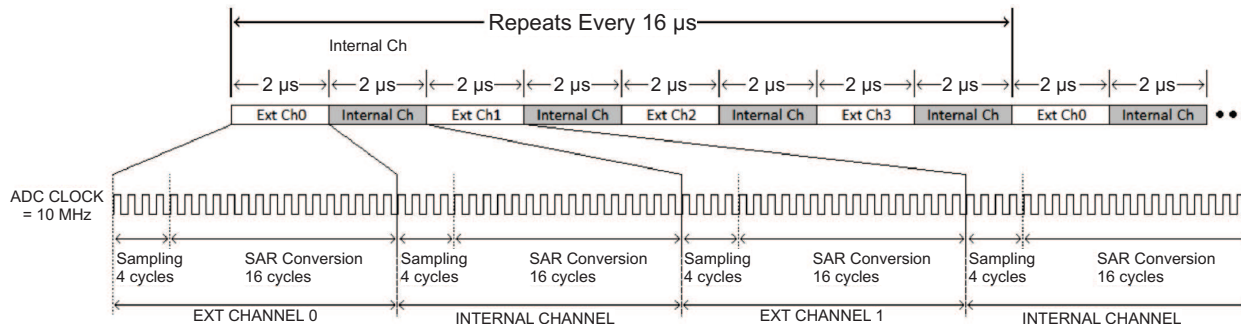 Repeats Every 16 µs
Internal Ch
2 µs 2 µs 2 µs 2 µs 2 µs 2 µs 2 µs 2 µs 2 µs 2 µs
Ext Ch0 Internal Ch Ext Ch1 Internal Ch Ext Ch2 Internal Ch Ext Ch3 Internal Ch Ext Ch0 Internal Ch
ADC CLOCK
= 10 MHz
Sampling SAR Conversion Sampling SAR Conversion Sampling SAR Conversion Sampling SAR Conversion
4 cycles 16 cycles 4 cycles 16 cycles 4 cycles 16 cycles 4 cycles 16 cycles
EXT CHANNEL 0 INTERNAL CHANNEL EXT CHANNEL 1 INTERNAL CHANNEL